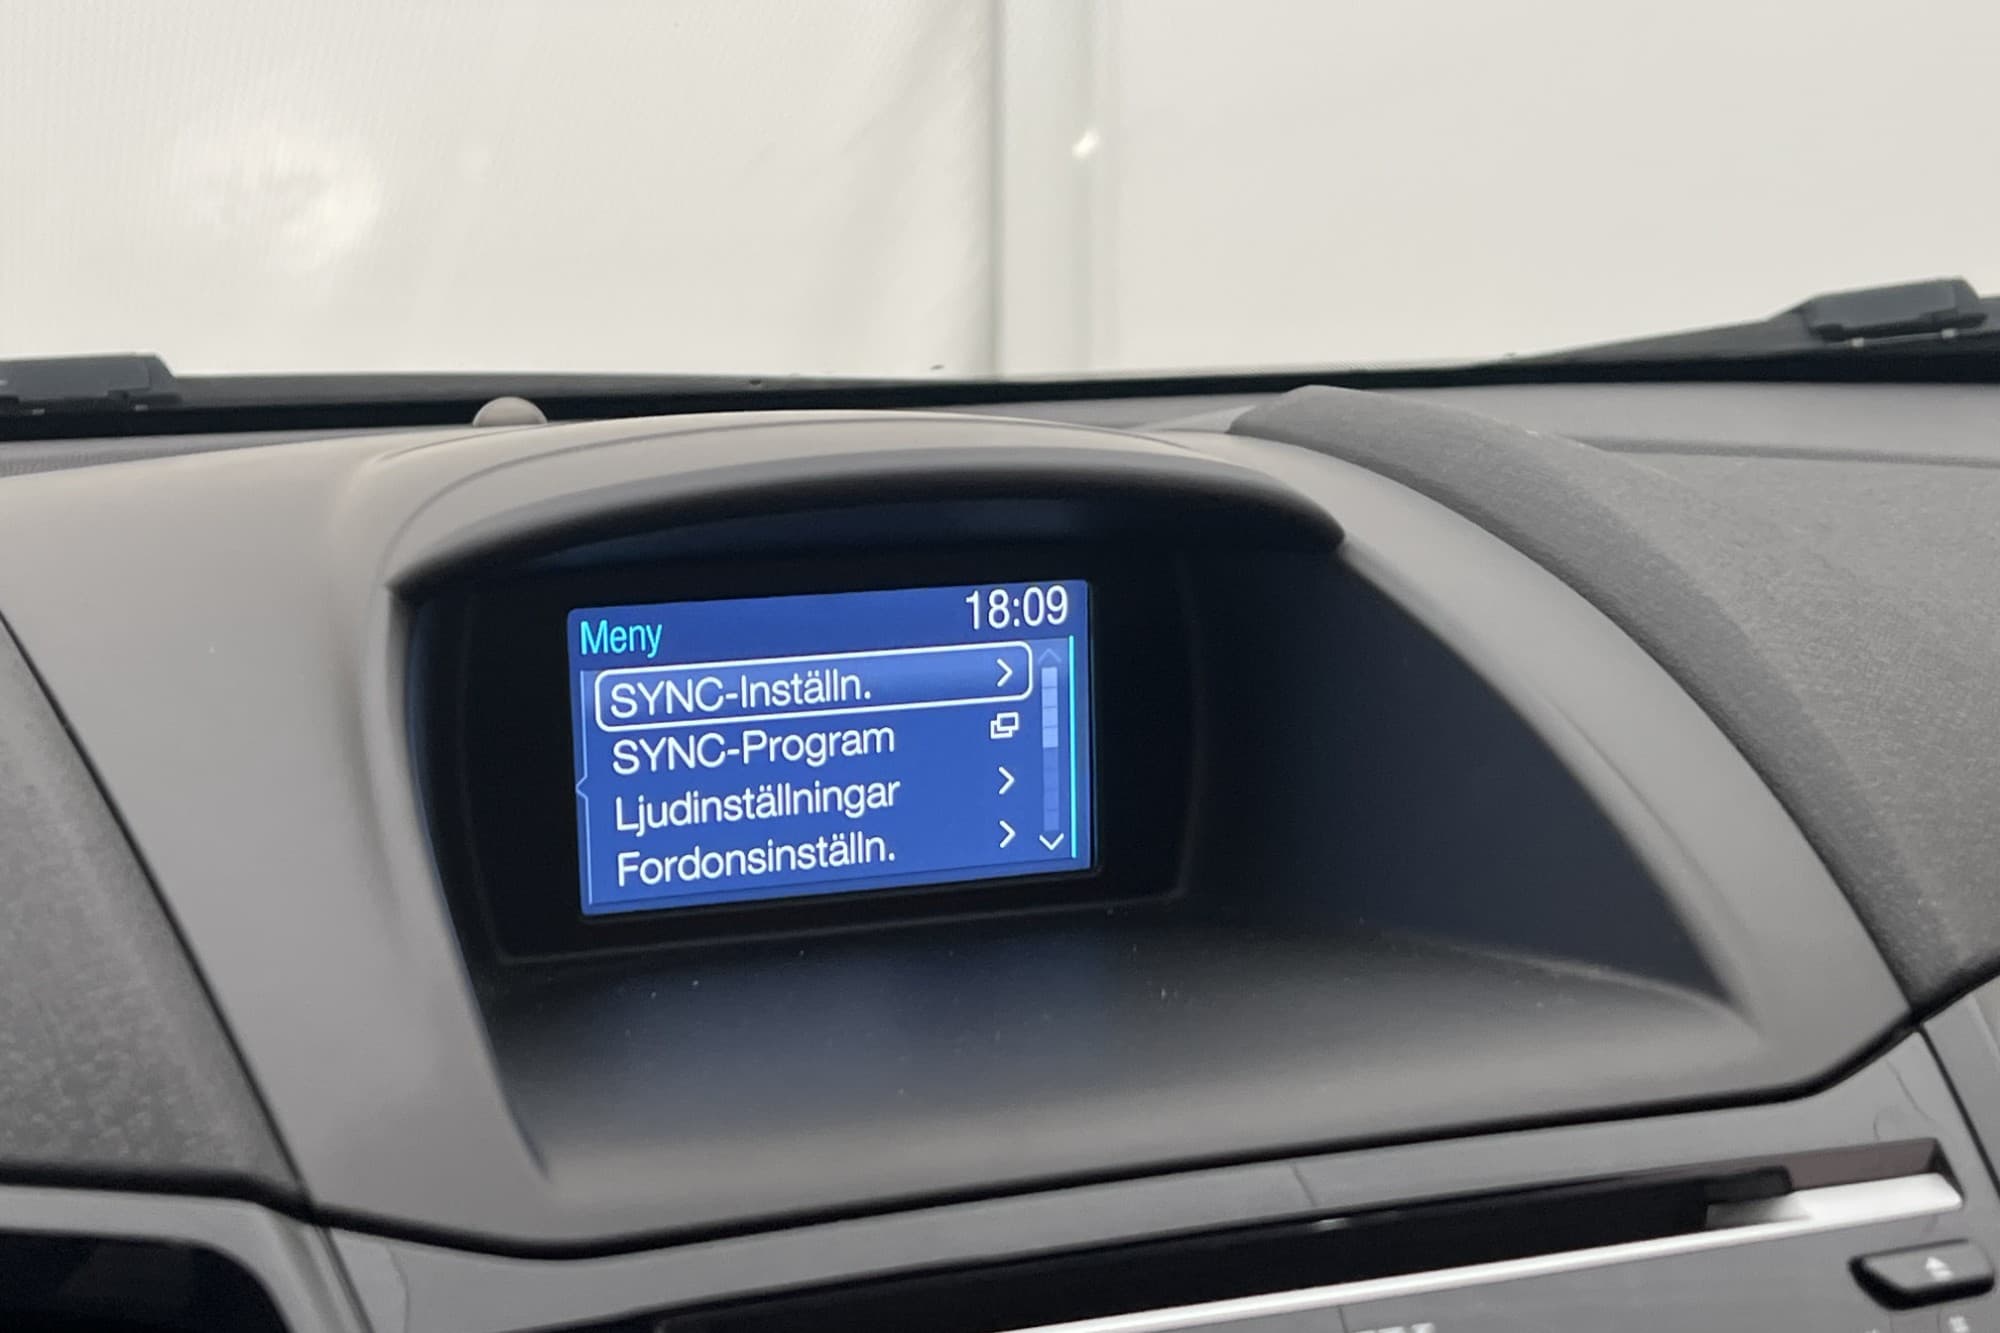 Meny 18:09
SYNC-Inställn.
SYNC-Program
Ljudinställningar
Fordonsinställn.